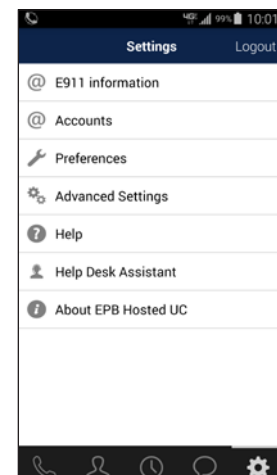 4G 99% 10:01
Settings Logout
@ E911 information
@ Accounts
Preferences
Advanced Settings
Help
Help Desk Assistant
About EPB Hosted UC